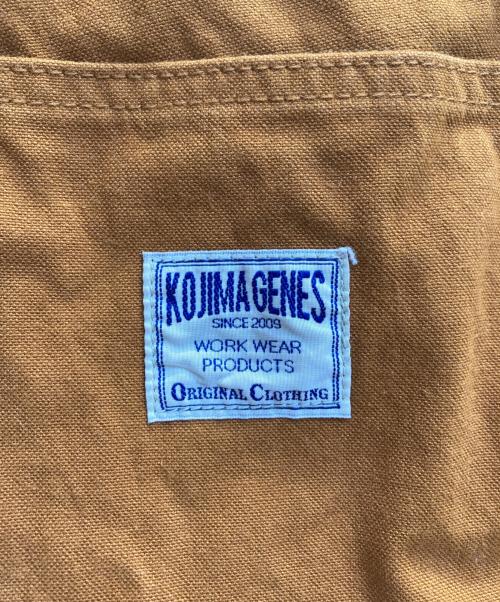 KOJIMA GENES
SINCE 2009
WORK WEAR
PRODUCTS
ORIGINAL CLOTHING